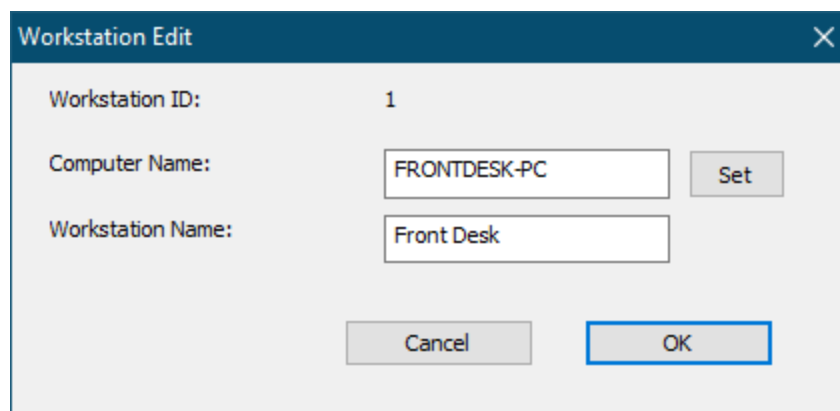 Workstation Edit
Workstation ID: 1
Computer Name: FRONTDESK-PC Set
Workstation Name: Front Desk
Cancel OK